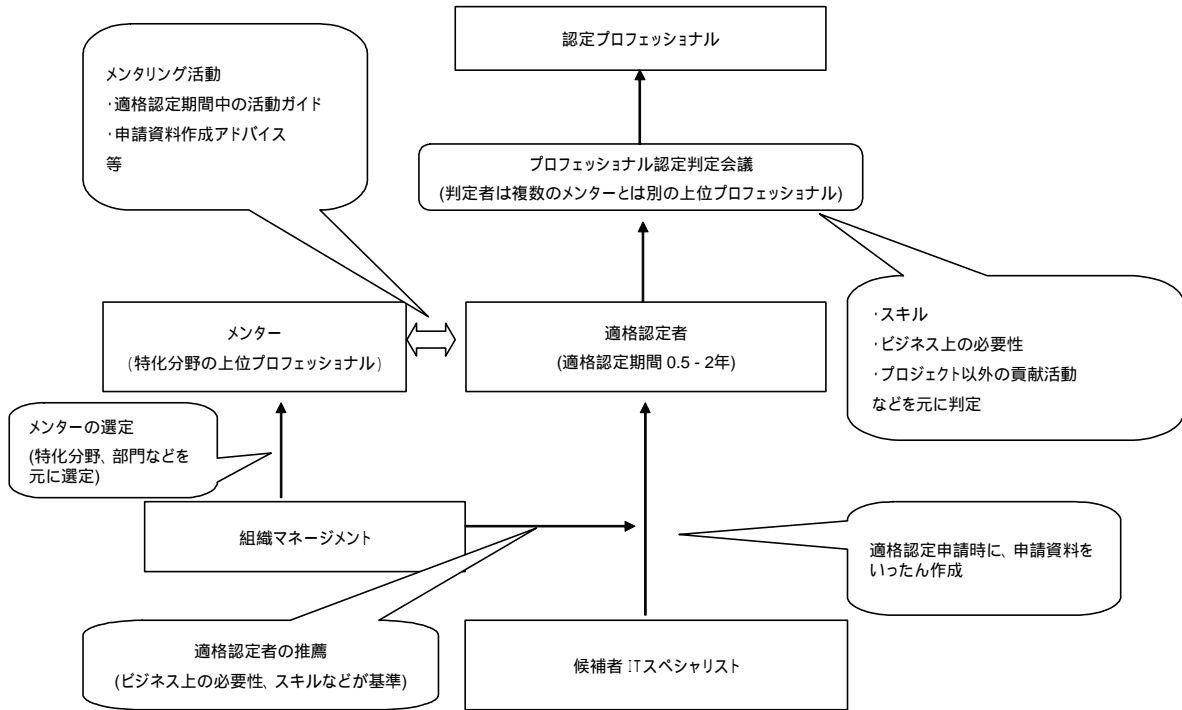 認定プロフェッショナル
メンタリング活動
・適格認定期間中の活動ガイド
・申請資料作成アドバイス
等
プロフェッショナル認定判定会議
(判定者は複数のメンターとは別の上位プロフェッショナル)
メンター
(特化分野の上位プロフェッショナル)
適格認定者
(適格認定期間 0.5 - 2年)
・スキル
・ビジネス上の必要性
・プロジェクト以外の貢献活動
などを元に判定
メンターの選定
(特化分野、部門などを
元に選定)
組織マネージメント
適格認定申請時に、申請資料を
いったん作成
適格認定者の推薦
(ビジネス上の必要性、スキルなどが基準)
候補者 ITスペシャリスト